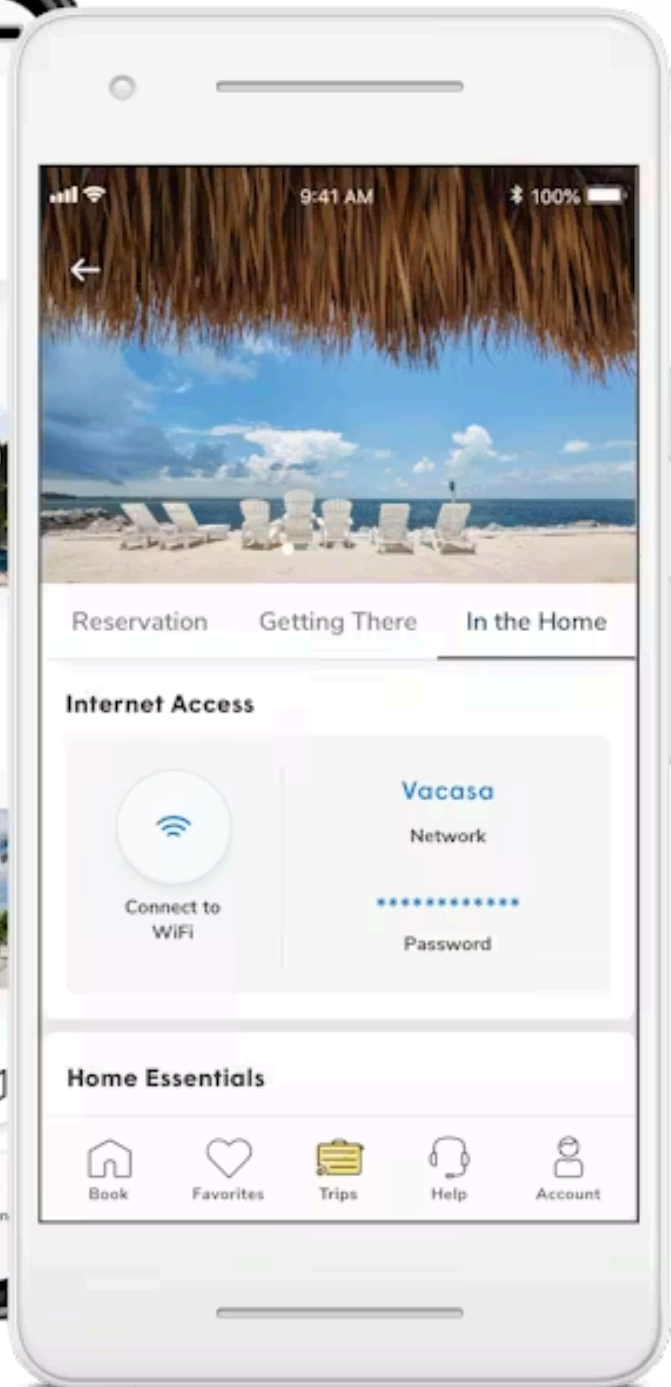 9:41 AM
100%
Reservation Getting There In the Home
Internet Access
Vacasa
Network
Connect to
WiFi
************
Password
Home Essentials
Book Favorites Trips Help Account